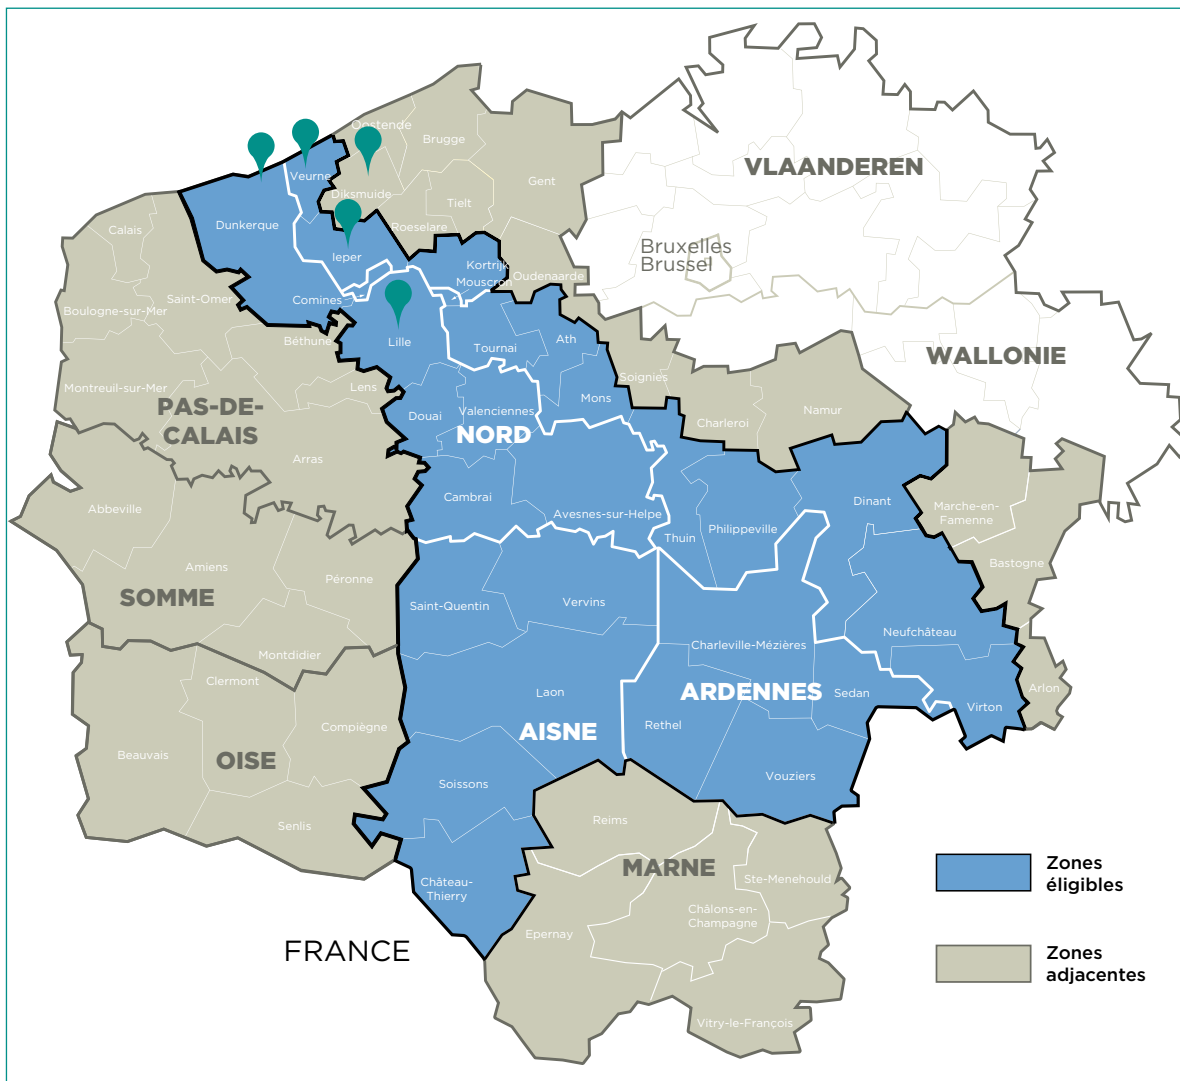 Oostende
Brugge
VLAANDEREN
Veurne
Gent
Diksmuide
Tielt
Dunkerque
Roeselare
Calais
Bruxelles
Brussel
Ieper
Kortrijk
Mouscron
Oudenaarde
Saint-Omer
Comines
Boulogne-sur-Mer
Béthune
Lille
Tournai
Ath
WALLONIE
Soignies
Montreuil-sur-Mer
Lens
Mons
PAS-DE-
CALAIS
Douai
Valenciennes
NORD
Charleroi
Namur
Arras
Cambrai
Dinant
Abbeville
Avesnes-sur-Helpe
Philippeville
Marche-en-
Famenne
Thuin
Bastogne
Amiens
Péronne
SOMME
Saint-Quentin
Vervins
Neufchâteau
Montdidier
Charleville-Mézières
Clermont
Laon
ARDENNES
Sedan
Arlon
Virton
Compiègne
Rethel
AISNE
Beauvais
OISE
Soissons
Vouziers
Senlis
Reims
MARNE
Château-
Thierry
Ste-Menehould
Châlons-en-
Champagne
Epernay
FRANCE
Vitry-le-François
Zones
éligibles
Zones
adjacentes